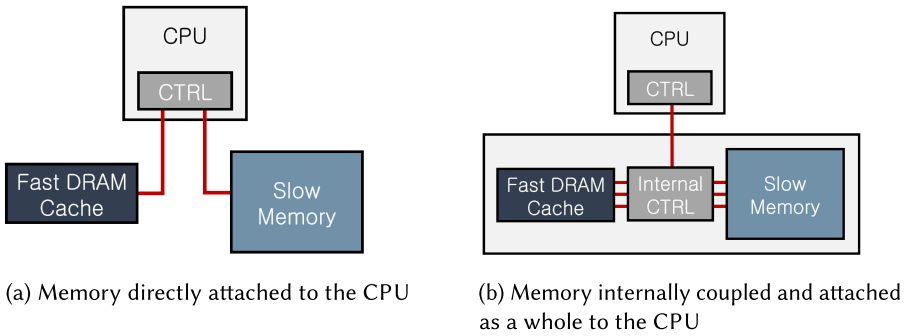 CPU
CTRL
Fast DRAM
Cache
Slow
Memory
(a) Memory directly attached to the CPU
CPU
CTRL
Fast DRAM
Cache
Internal
CTRL
Slow
Memory
(b) Memory internally coupled and attached
as a whole to the CPU